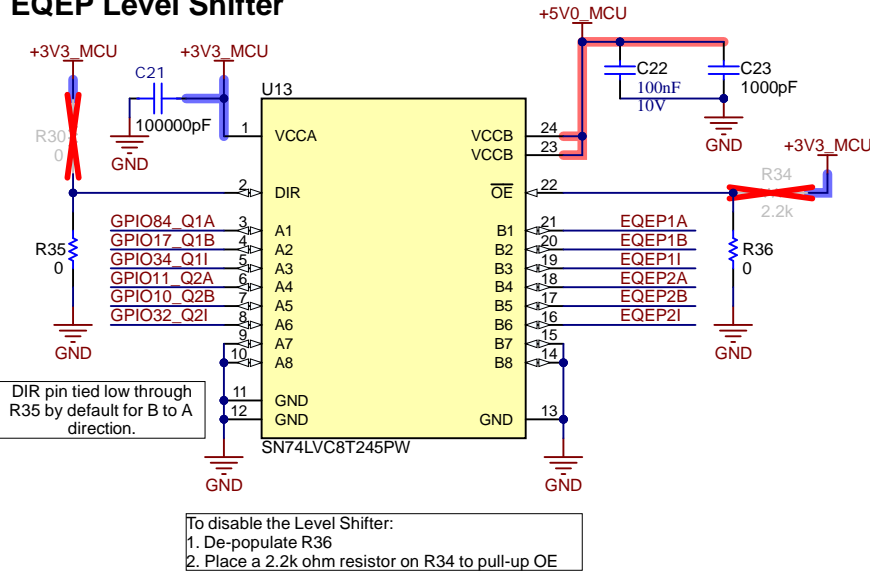 EQEP Level Shifter
+5V0_MCU
+3V3_MCU
+3V3_MCU
C21
100000pF
GND
U13
C22
100nF
10V
C23
1000pF
GND
+3V3_MCU
R30
0
R34
2.2k
1 VCCA
VCCB 24
VCCB 23
2 DIR
OE 22
GPIO84_Q1A 3 A1
B1 21 EQEP1A
GPIO17_Q1B 4 A2
B2 20 EQEP1B
GPIO34_Q1I 5 A3
B3 19 EQEP1I
GPIO11_Q2A 6 A4
B4 18 EQEP2A
GPIO10_Q2B 7 A5
B5 17 EQEP2B
GPIO32_Q2I 8 A6
B6 16 EQEP2I
9 A7
B7 15
10 A8
B8 14
R35
0
GND
R36
0
GND
11 GND
12 GND
GND 13
SN74LVC8T245PW
GND
GND
DIR pin tied low through
R35 by default for B to A
direction.
To disable the Level Shifter:
1. De-populate R36
2. Place a 2.2k ohm resistor on R34 to pull-up OE